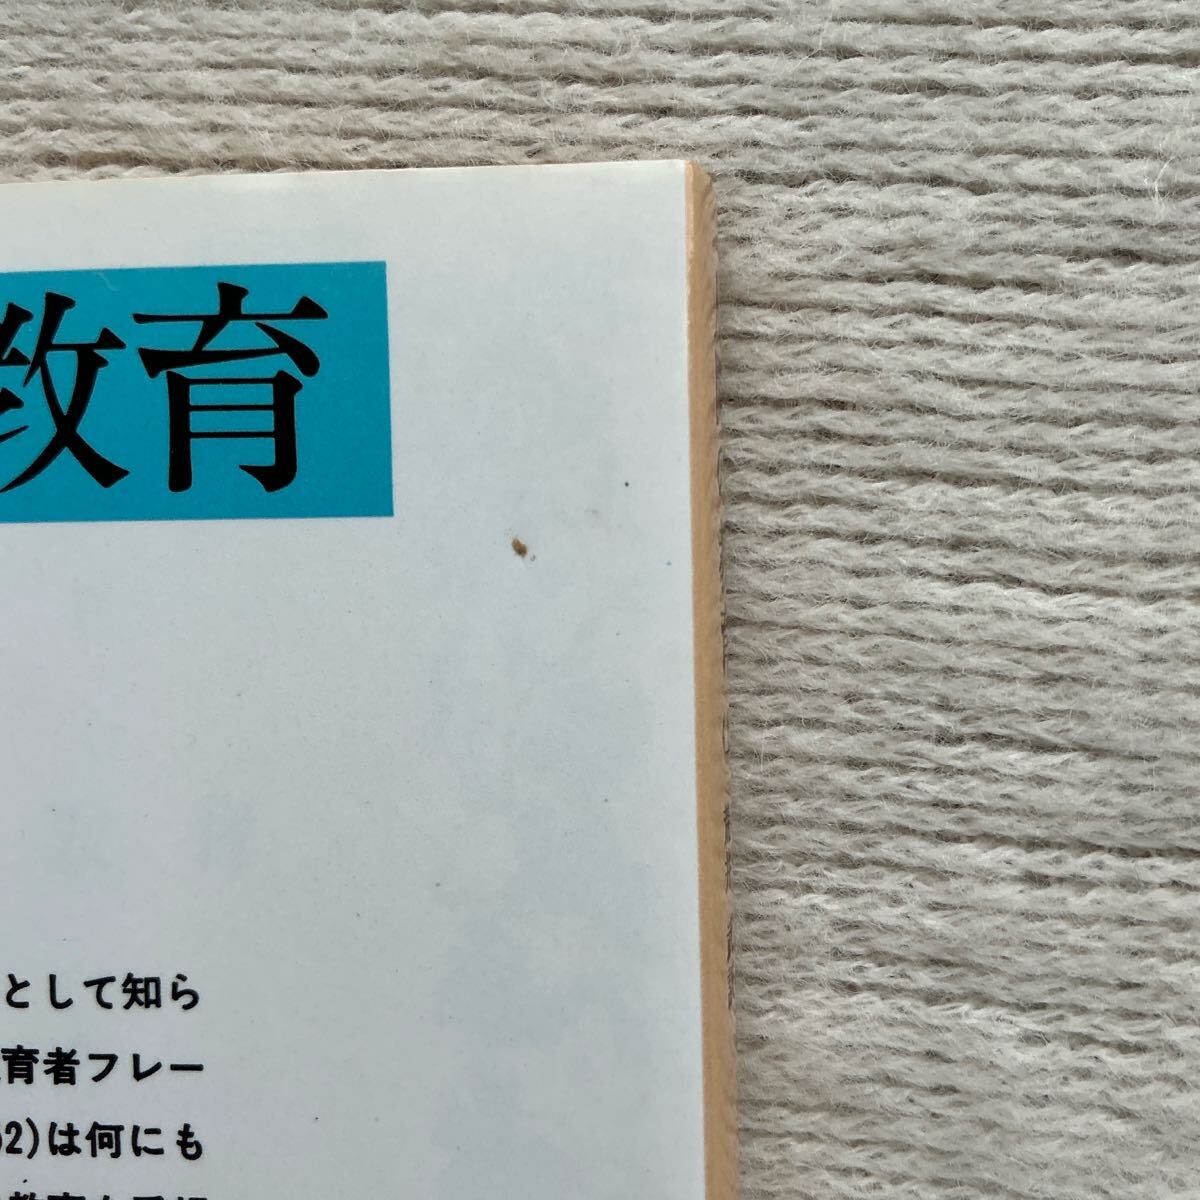 教育
として知ら
育者フレー
2)は何にも